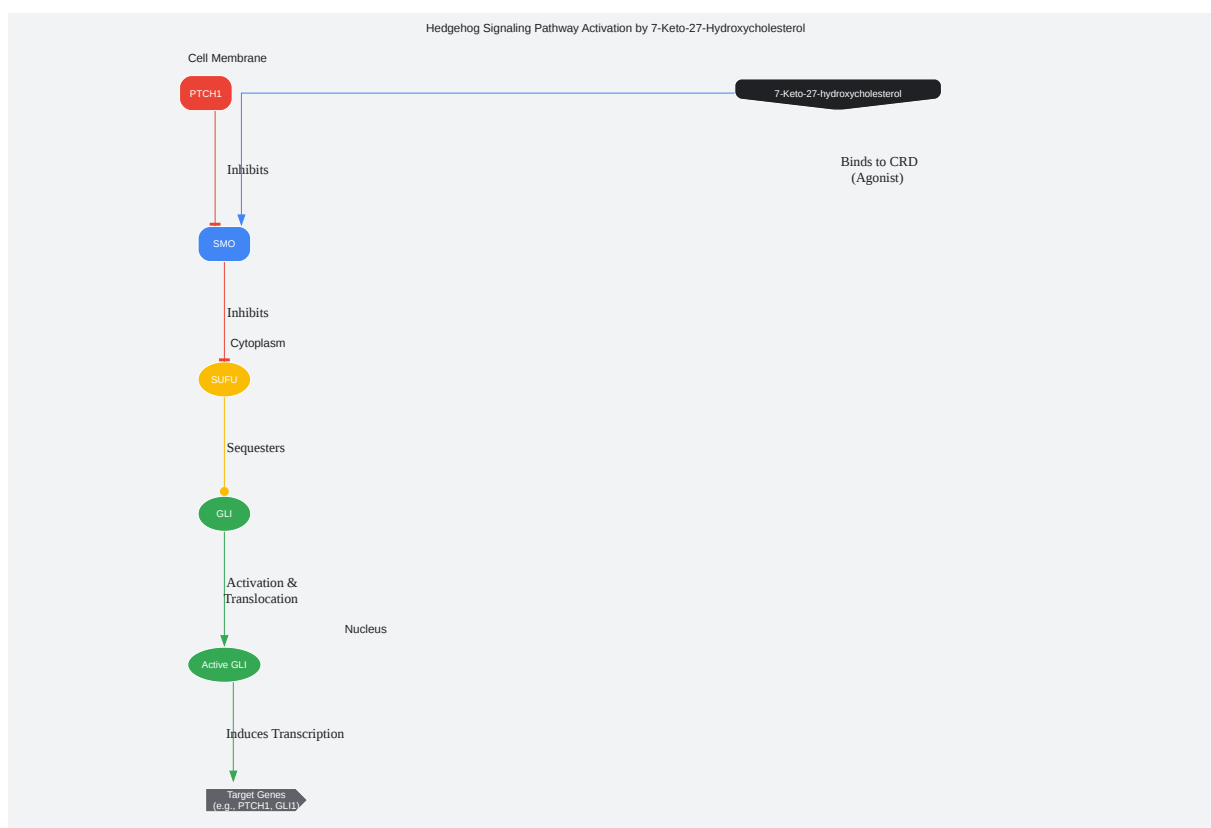 Hedgehog Signaling Pathway Activation by 7-Keto-27-Hydroxycholesterol
Cell Membrane
PTCH1
7-Keto-27-hydroxycholesterol
Inhibits
Binds to CRD
(Agonist)
SMO
Inhibits
Cytoplasm
SUFU
Sequesters
GLI
Activation &
Translocation
Nucleus
Active GLI
Induces Transcription
Target Genes
(e.g., PTCH1, GLI1)